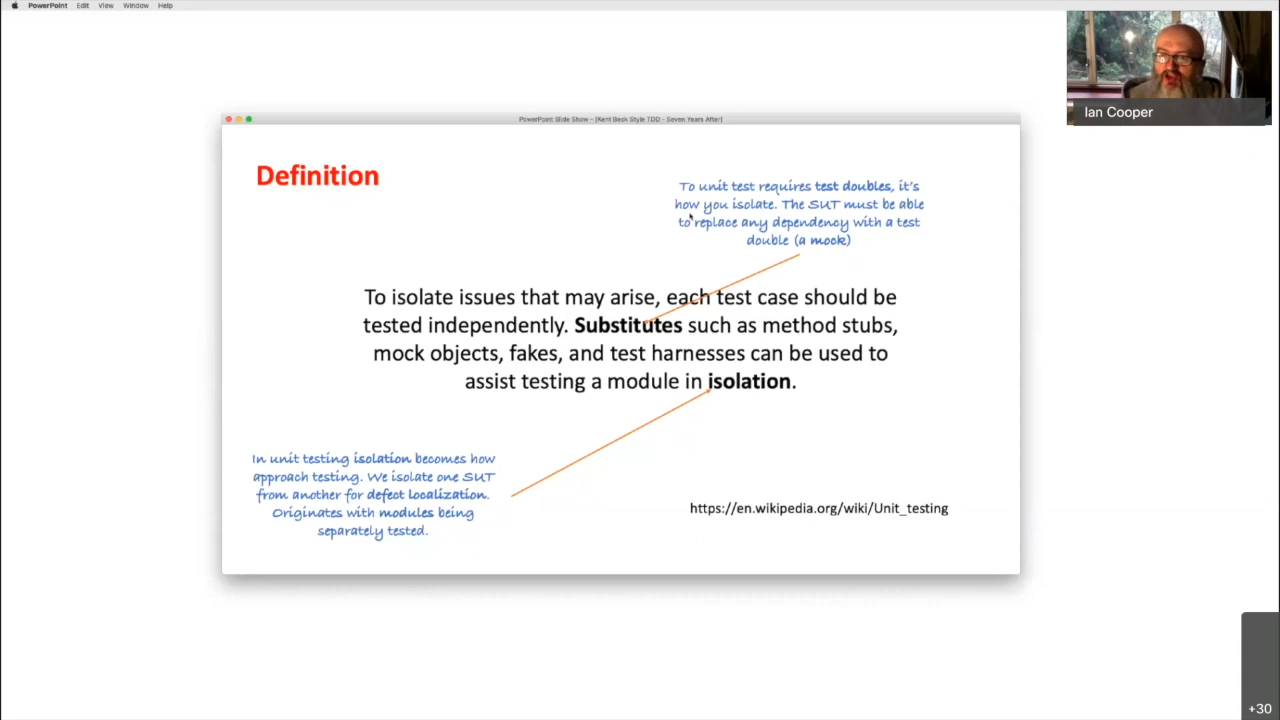 PowerPoint Edit View Window Help
Ian Cooper
PowerPoint Slide Show - [Kent Beck Style TDD - Seven Years After]
Definition
To unit test requires test doubles, it's
how you isolate. The SUT must be able
to replace any dependency with a test
double (a mock)
To isolate issues that may arise, each test case should be
tested independently. Substitutes such as method stubs,
mock objects, fakes, and test harnesses can be used to
assist testing a module in isolation.
In unit testing isolation becomes how
approach testing. We isolate one SUT
from another for defect localization.
Originates with modules being
separately tested.
https://en.wikipedia.org/wiki/Unit_testing
+30